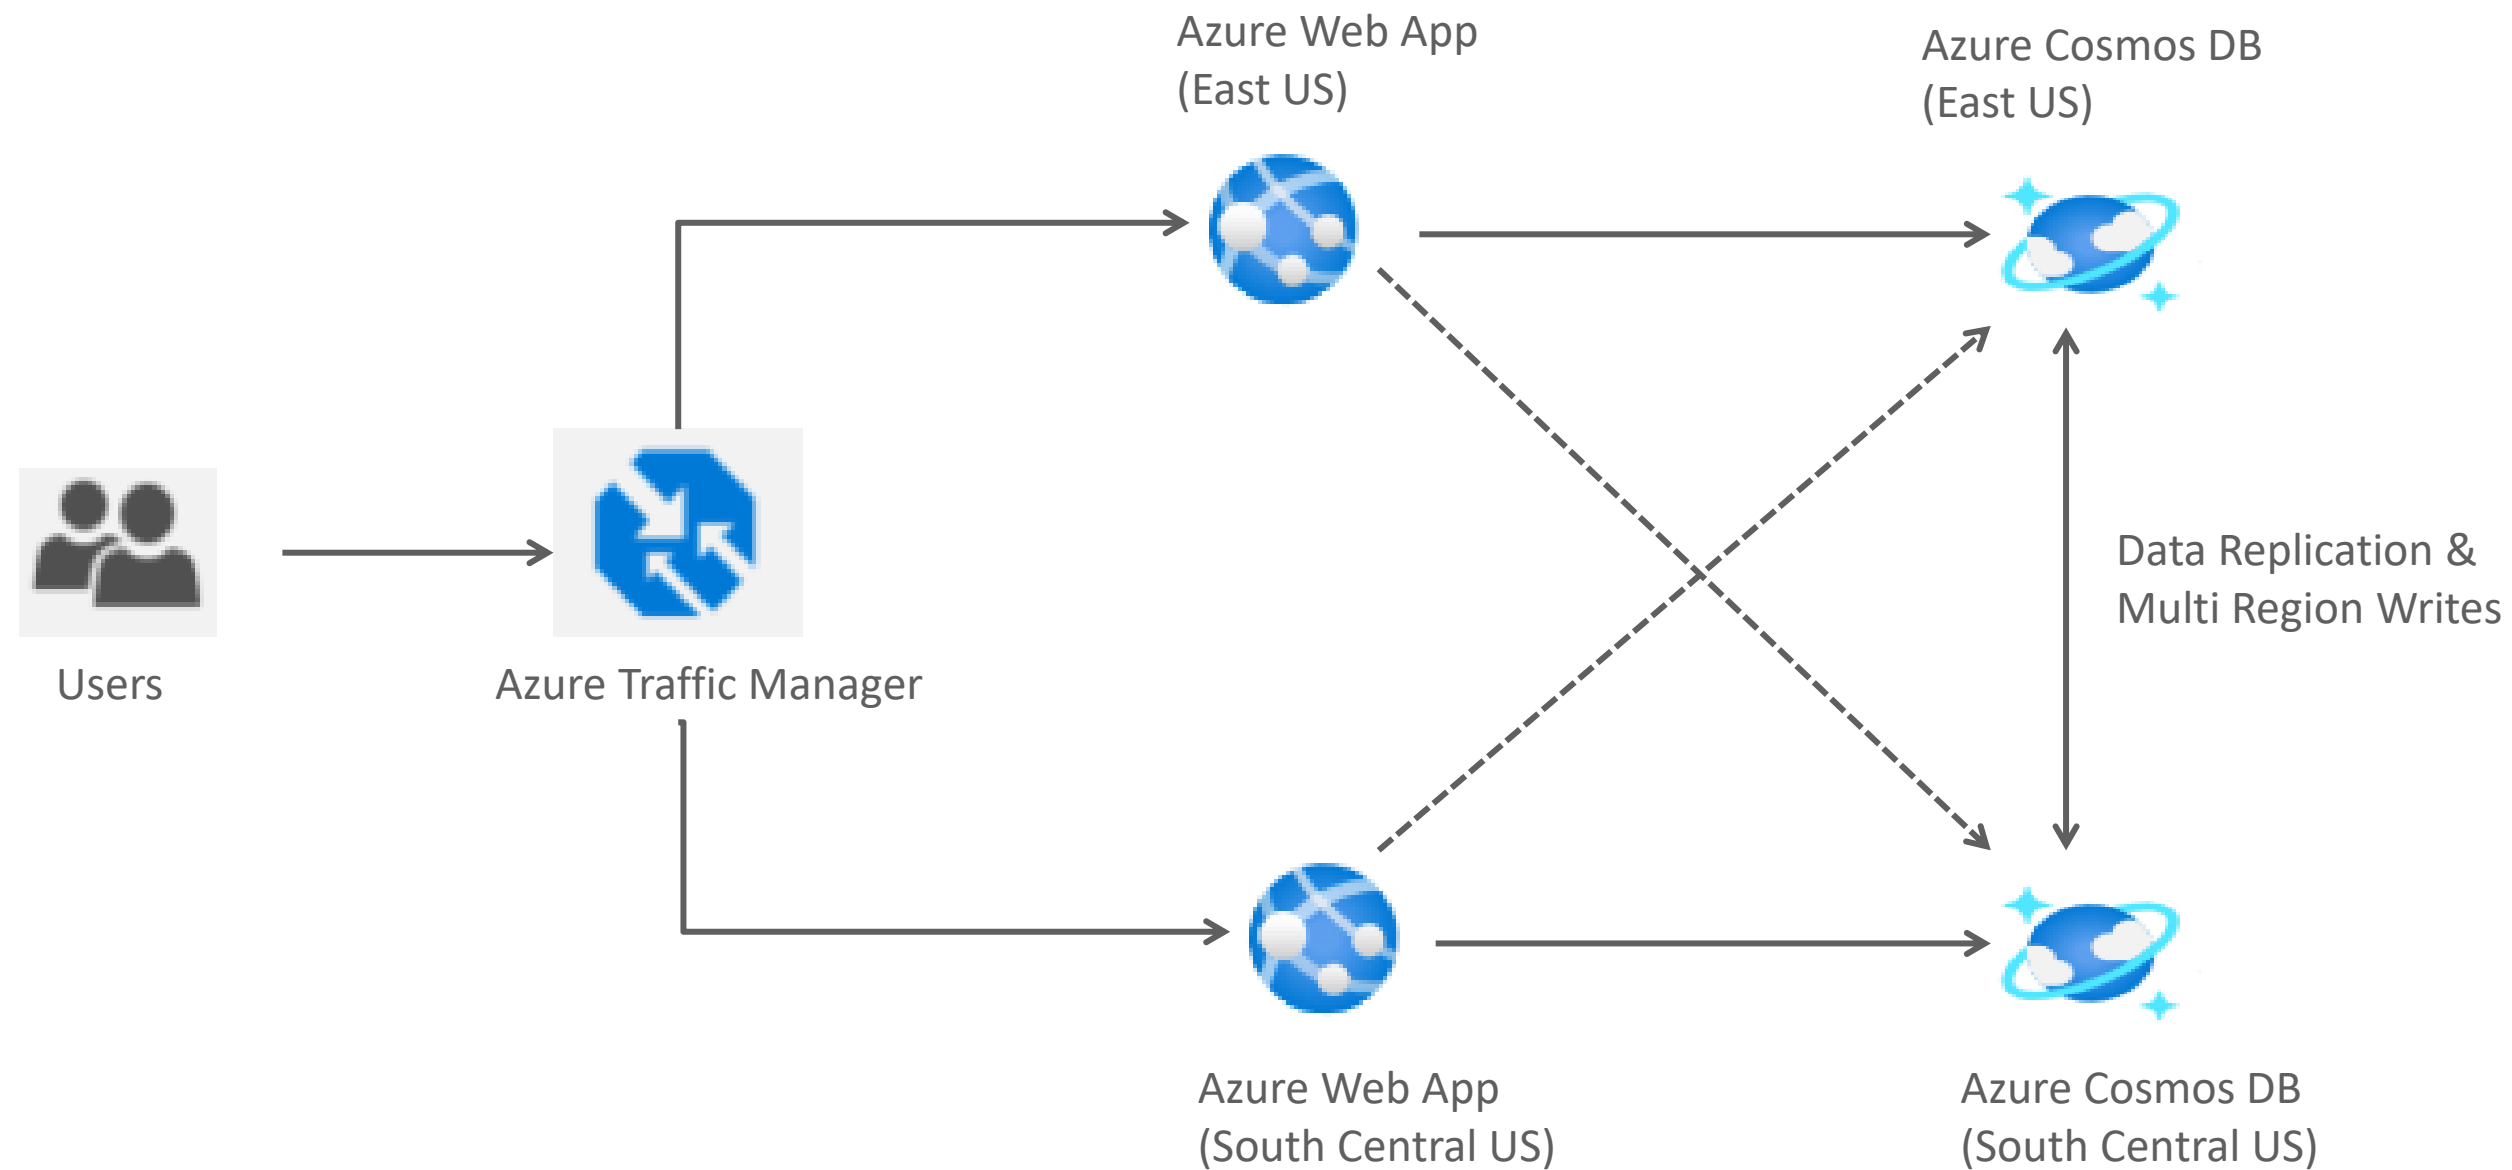 Azure Web App
(East US)
Azure Cosmos DB
(East US)
Users
Azure Traffic Manager
Data Replication &
Multi Region Writes
Azure Web App
(South Central US)
Azure Cosmos DB
(South Central US)